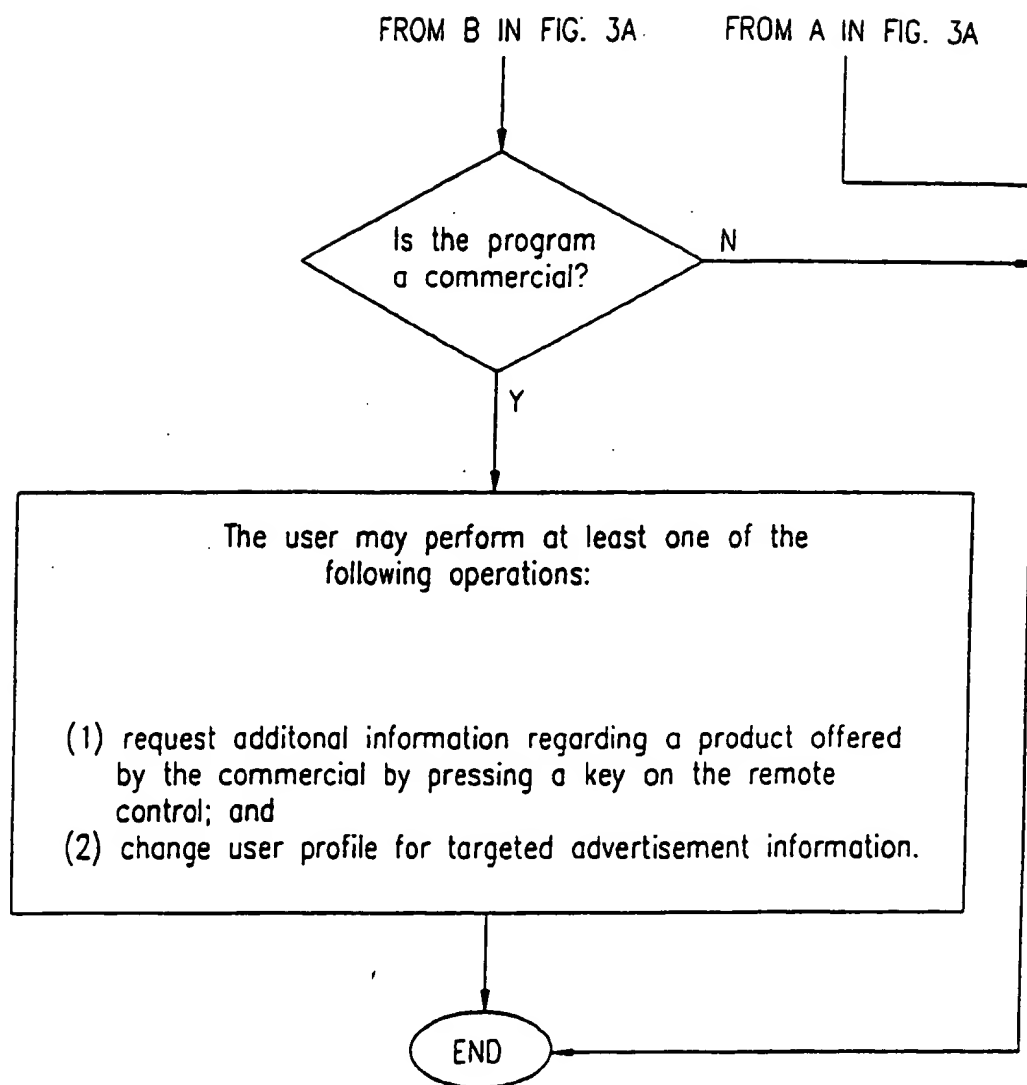 FROM B IN FIG. 3A
FROM A IN FIG. 3A
Is the program
a commercial?
N
Y
The user may perform at least one of the
following operations:
(1) request additonal information regarding a product offered
by the commercial by pressing a key on the remote
control; and
(2) change user profile for targeted advertisement information.
END